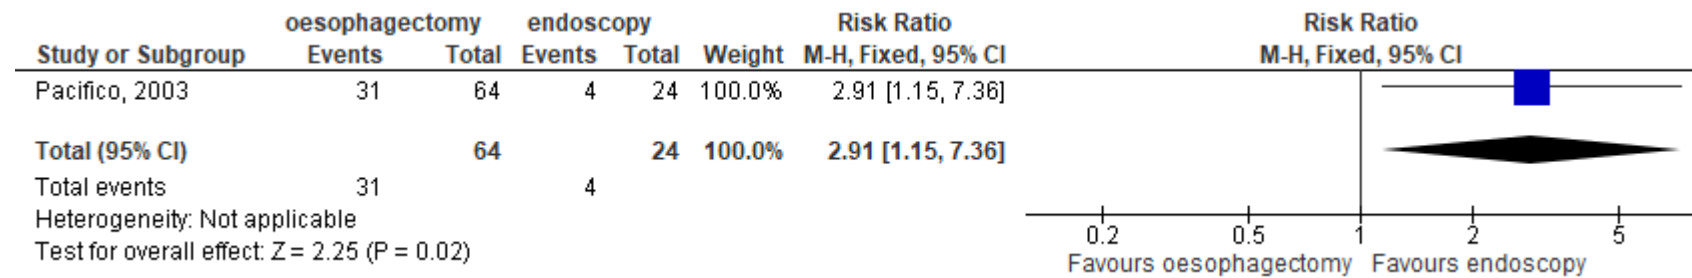 oesophagectomy endoscopy Risk Ratio Risk Ratio
Study or Subgroup Events Total Events Total Weight M-H, Fixed, 95% CI M-H, Fixed, 95% CI
Pacifico, 2003 31 64 4 24 100.0% 2.91 [1.15, 7.36]
Total (95% CI) 64 24 100.0% 2.91 [1.15, 7.36]
Total events 31 4
Heterogeneity: Not applicable
Test for overall effect: Z = 2.25 (P = 0.02)
0.2 0.5 1 2 5
Favours oesophagectomy Favours endoscopy